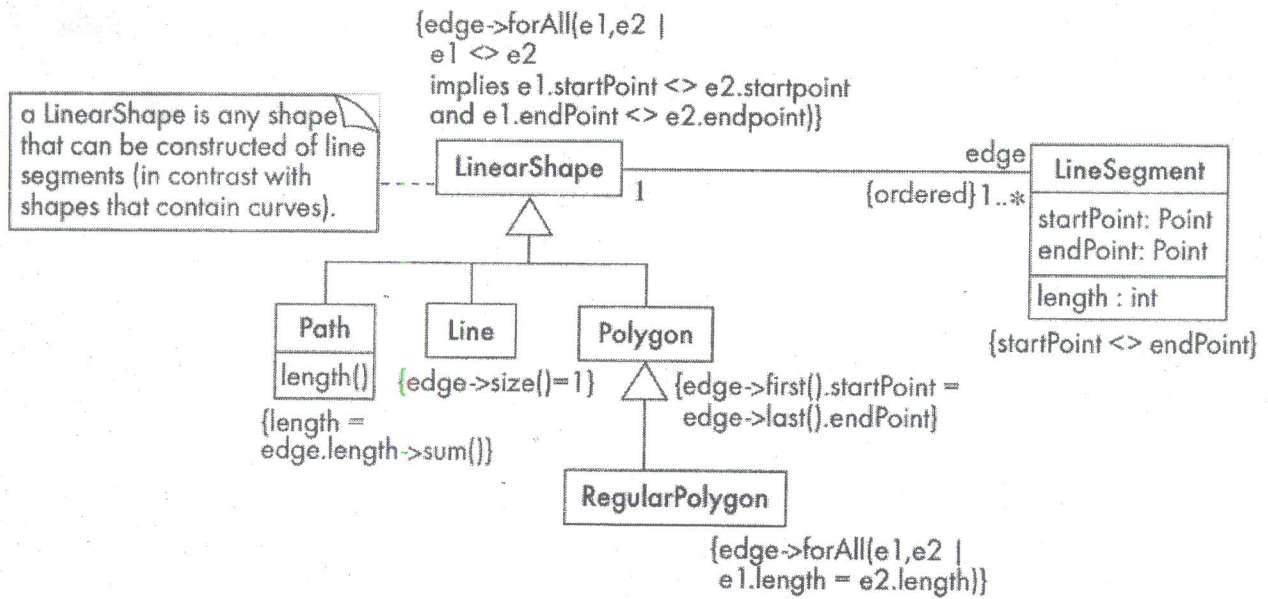 {edge->forAll(e1,e2 |
e1 <> e2
implies e1.startPoint <> e2.startpoint
and e1.endPoint <> e2.endpoint)}
a LinearShape is any shape
that can be constructed of line
segments (in contrast with
shapes that contain curves).
LinearShape
1
edge
{ordered} 1..*
LineSegment
startPoint: Point
endPoint: Point
length : int
{startPoint <> endPoint}
Path
length()
{length =
edge.length->sum()}
Line
{edge->size()=1}
Polygon
{edge->first().startPoint =
edge->last().endPoint}
RegularPolygon
{edge->forAll(e1,e2 |
e1.length = e2.length)}